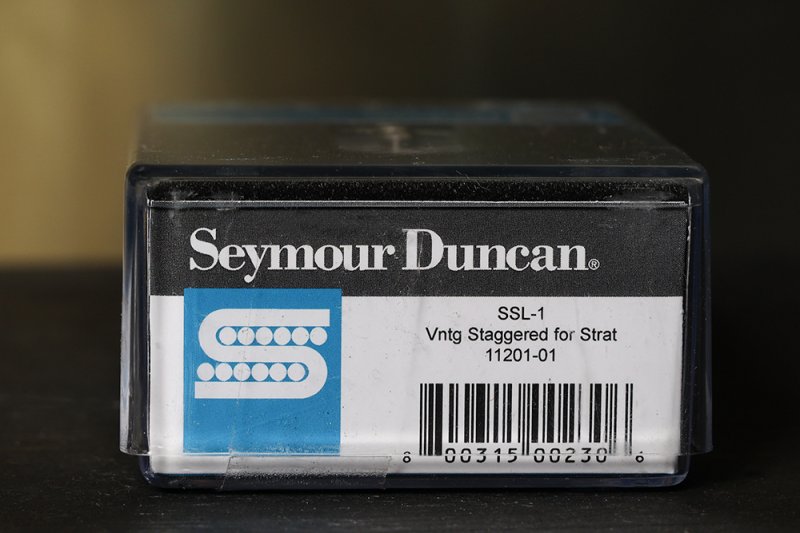 Seymour Duncan®
SSL-1
Vntg Staggered for Strat
11201-01
8 00315 00230 6